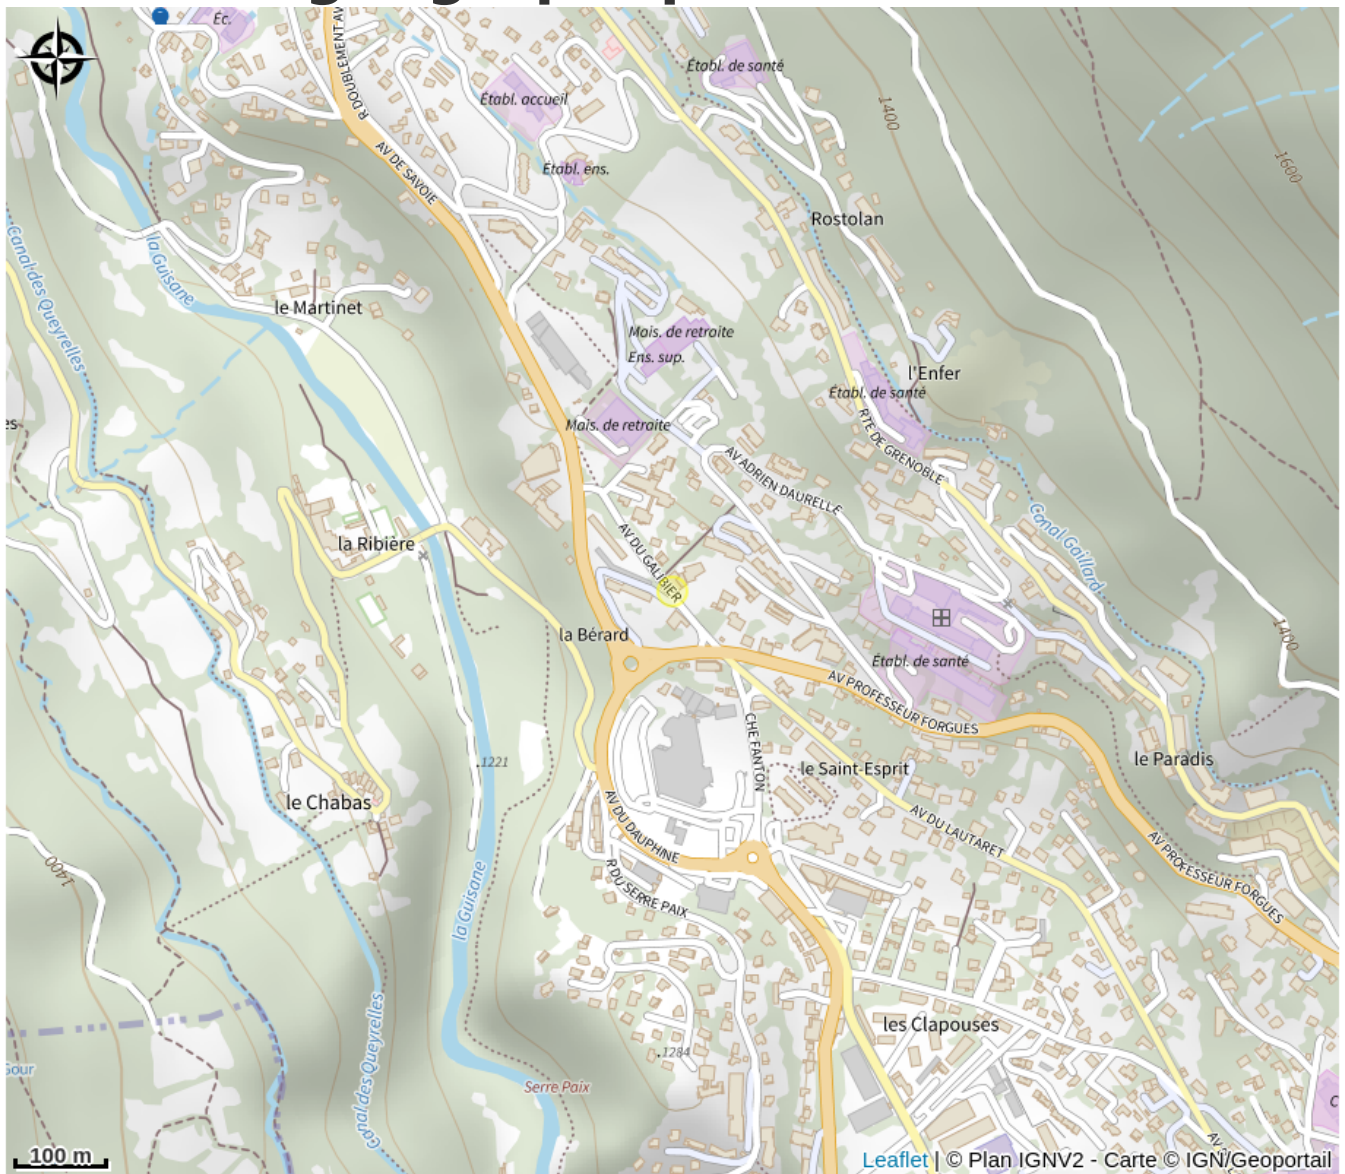 Éc.
R DOUBLEMENT AV
Établ. de santé
Établ. accueil
1400
AV DE SAVOIE
Établ. ens.
1600
Rostolan
Canal des Queyrelles
la Guisane
le Martinet
Mais. de retraite
Ens. sup.
l'Enfer
Établ. de santé
Mais. de retraite
RTE DE GRENOBLE
AV ADRIEN DAURELLE
la Ribière
AV DU GALIBIER
Canal Gaillard
la Bérard
1400
Établ. de santé
AV PROFESSEUR FORGUES
CHE FANTON
1221
le Saint-Esprit
le Paradis
le Chabas
AV DU DAUPHINE
AV DU LAUTARET
AV PROFESSEUR FORGUES
1400
R DU SERRE PAIX
la Guisane
les Clapouses
Canal des Queyrelles
1284
Serre Paix
100 m
Leaflet | © Plan IGNV2 - Carte © IGN/Geoportail